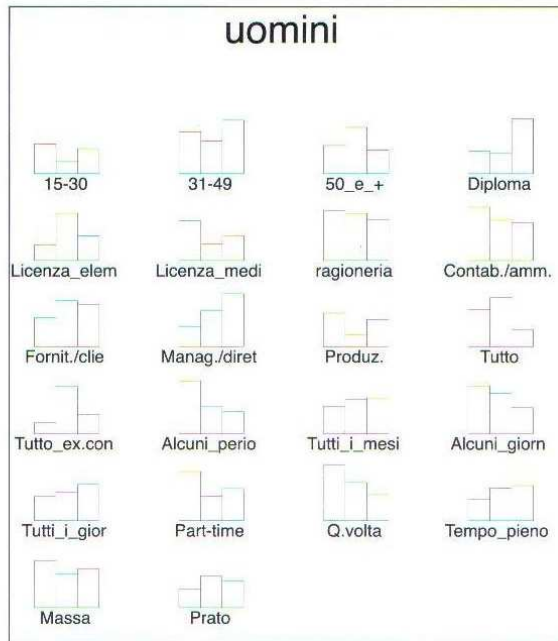 uomini
15-30 31-49 50_e_+ Diploma
Licenza_elem Licenza_medi ragioneria Contab./amm.
Fornit./clie Manag./diret Produz. Tutto
Tutto_ex.con Alcuni_perio Tutti_i_mesi Alcuni_giorn
Tutti_i_gior Part-time Q.volta Tempo_pieno
Massa Prato